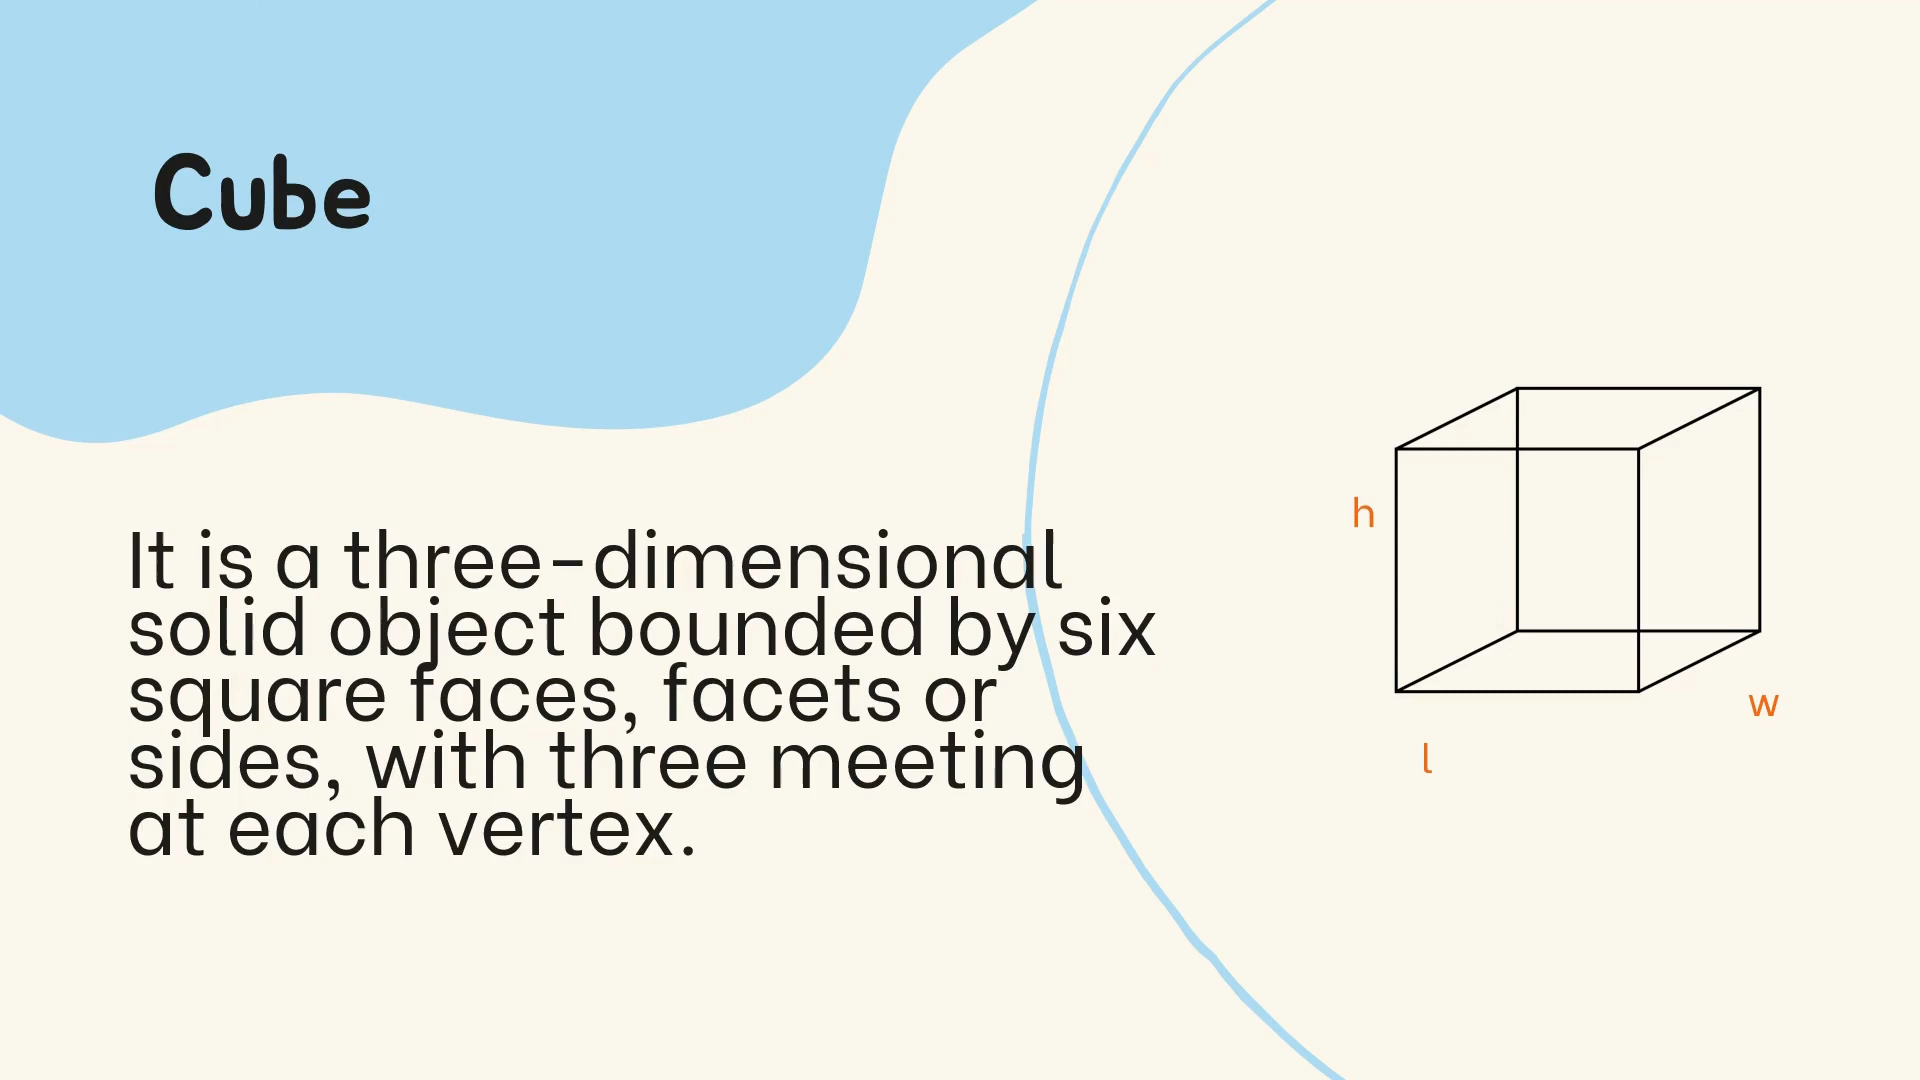 Cube
It is a three-dimensional
solid object bounded by six
square faces, facets or
sides, with three meeting
at each vertex.
h
w
l